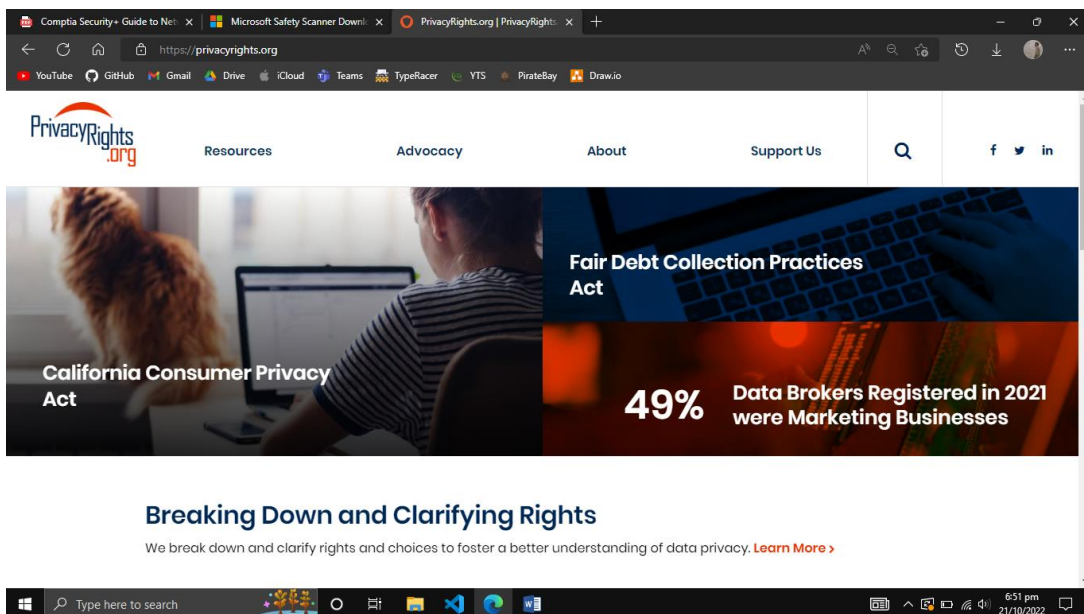 Comptia Security+ Guide to Net
Microsoft Safety Scanner Downlo
PrivacyRights.org | PrivacyRights
https://privacyrights.org
YouTube GitHub Gmail Drive iCloud Teams TypeRacer YTS PirateBay Draw.io
PrivacyRights
.org
Resources Advocacy About Support Us
Fair Debt Collection Practices
Act
California Consumer Privacy
Act
49%
Data Brokers Registered in 2021
were Marketing Businesses
Breaking Down and Clarifying Rights
We break down and clarify rights and choices to foster a better understanding of data privacy. Learn More >
Type here to search
6:51 pm
21/10/2022